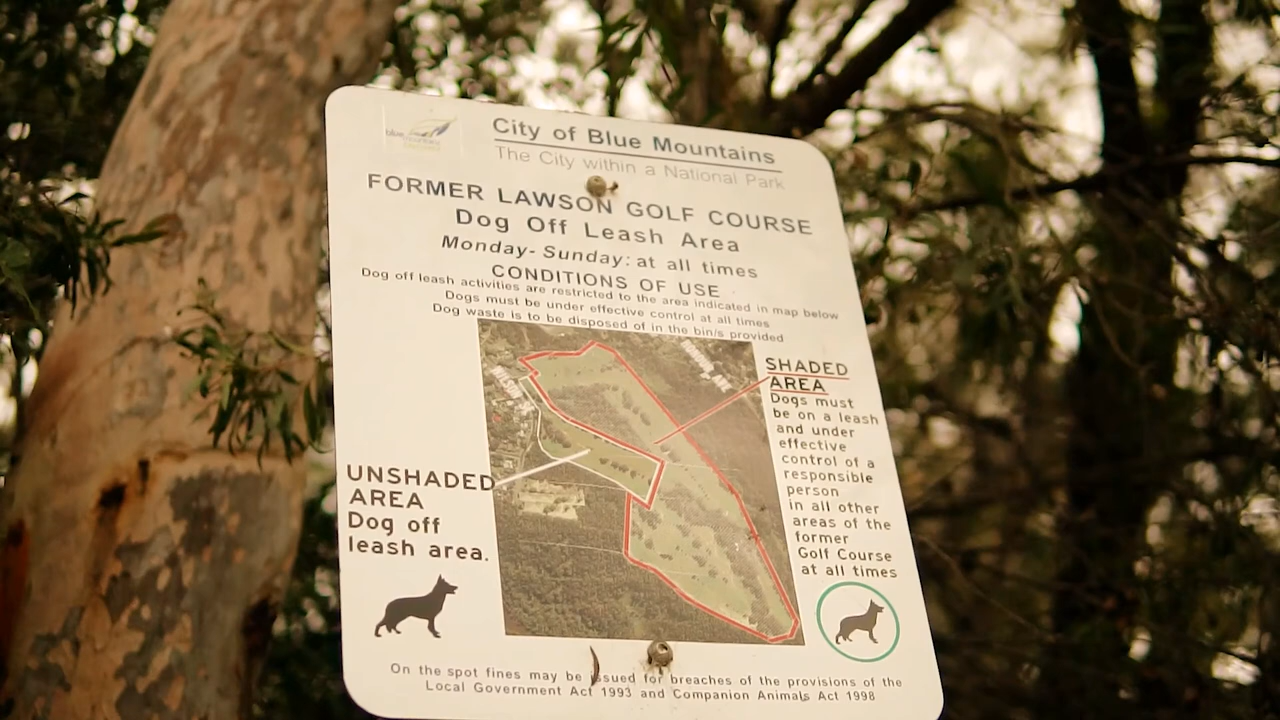 City of Blue Mountains
The City within a National Park
FORMER LAWSON GOLF COURSE
Dog Off Leash Area
Monday- Sunday: at all times
CONDITIONS OF USE
Dog off leash activities are restricted to the area indicated in map below
Dogs must be under effective control at all times
Dog waste is to be disposed of in the bin/s provided
SHADED
AREA
Dogs must
be on a leash
and under
effective
control of a
responsible
person
in all other
areas of the
former
Golf Course
at all times
UNSHADED
AREA
Dog off
leash area.
On the spot fines may be issued for breaches of the provisions of the
Local Government Act 1993 and Companion Animals Act 1998